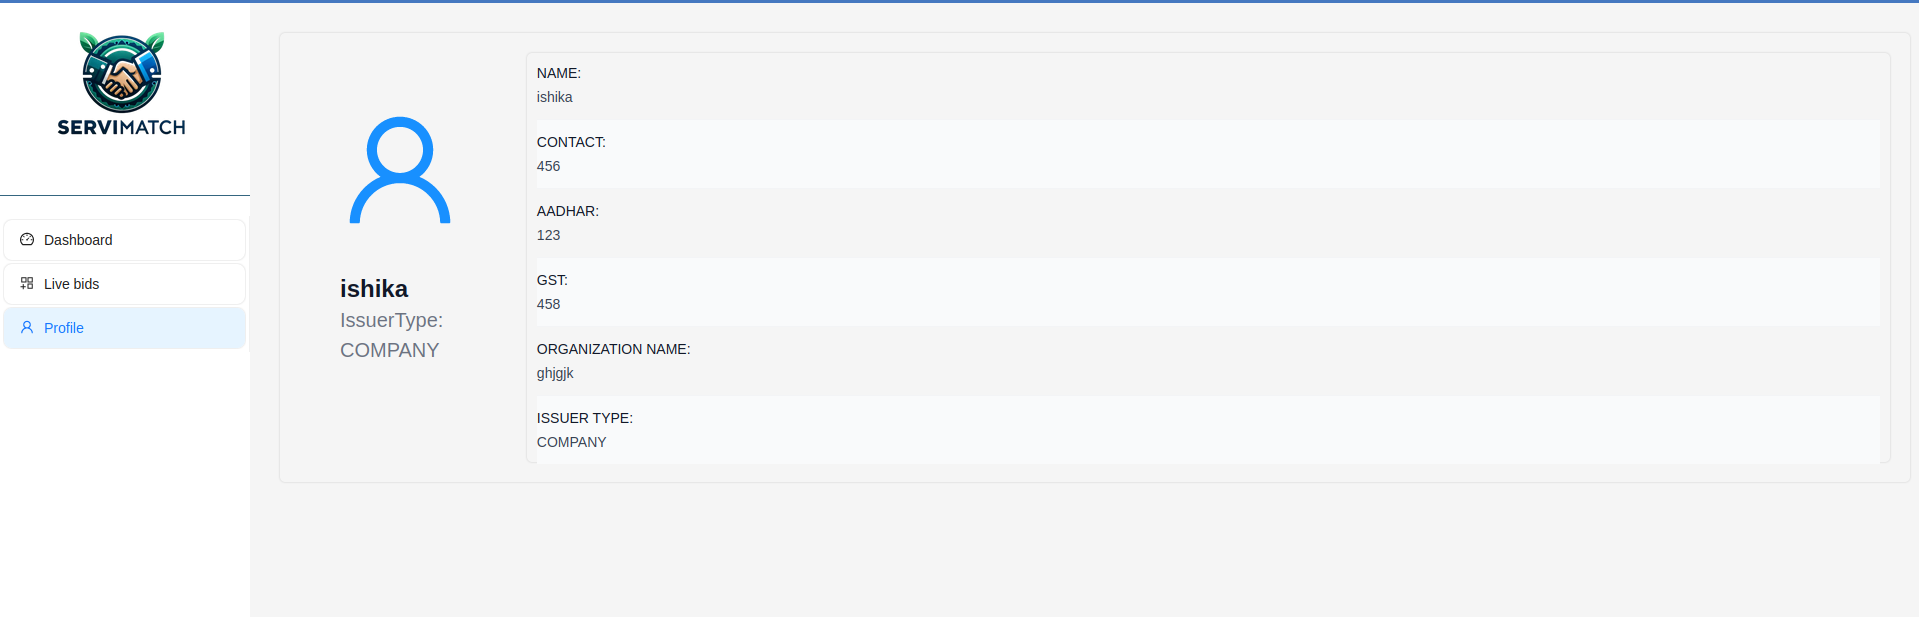 SERVIMATCH
Dashboard
Live bids
Profile
ishika
IssuerType:
COMPANY
NAME:
ishika
CONTACT:
456
AADHAR:
123
GST:
458
ORGANIZATION NAME:
ghjgjk
ISSUER TYPE:
COMPANY